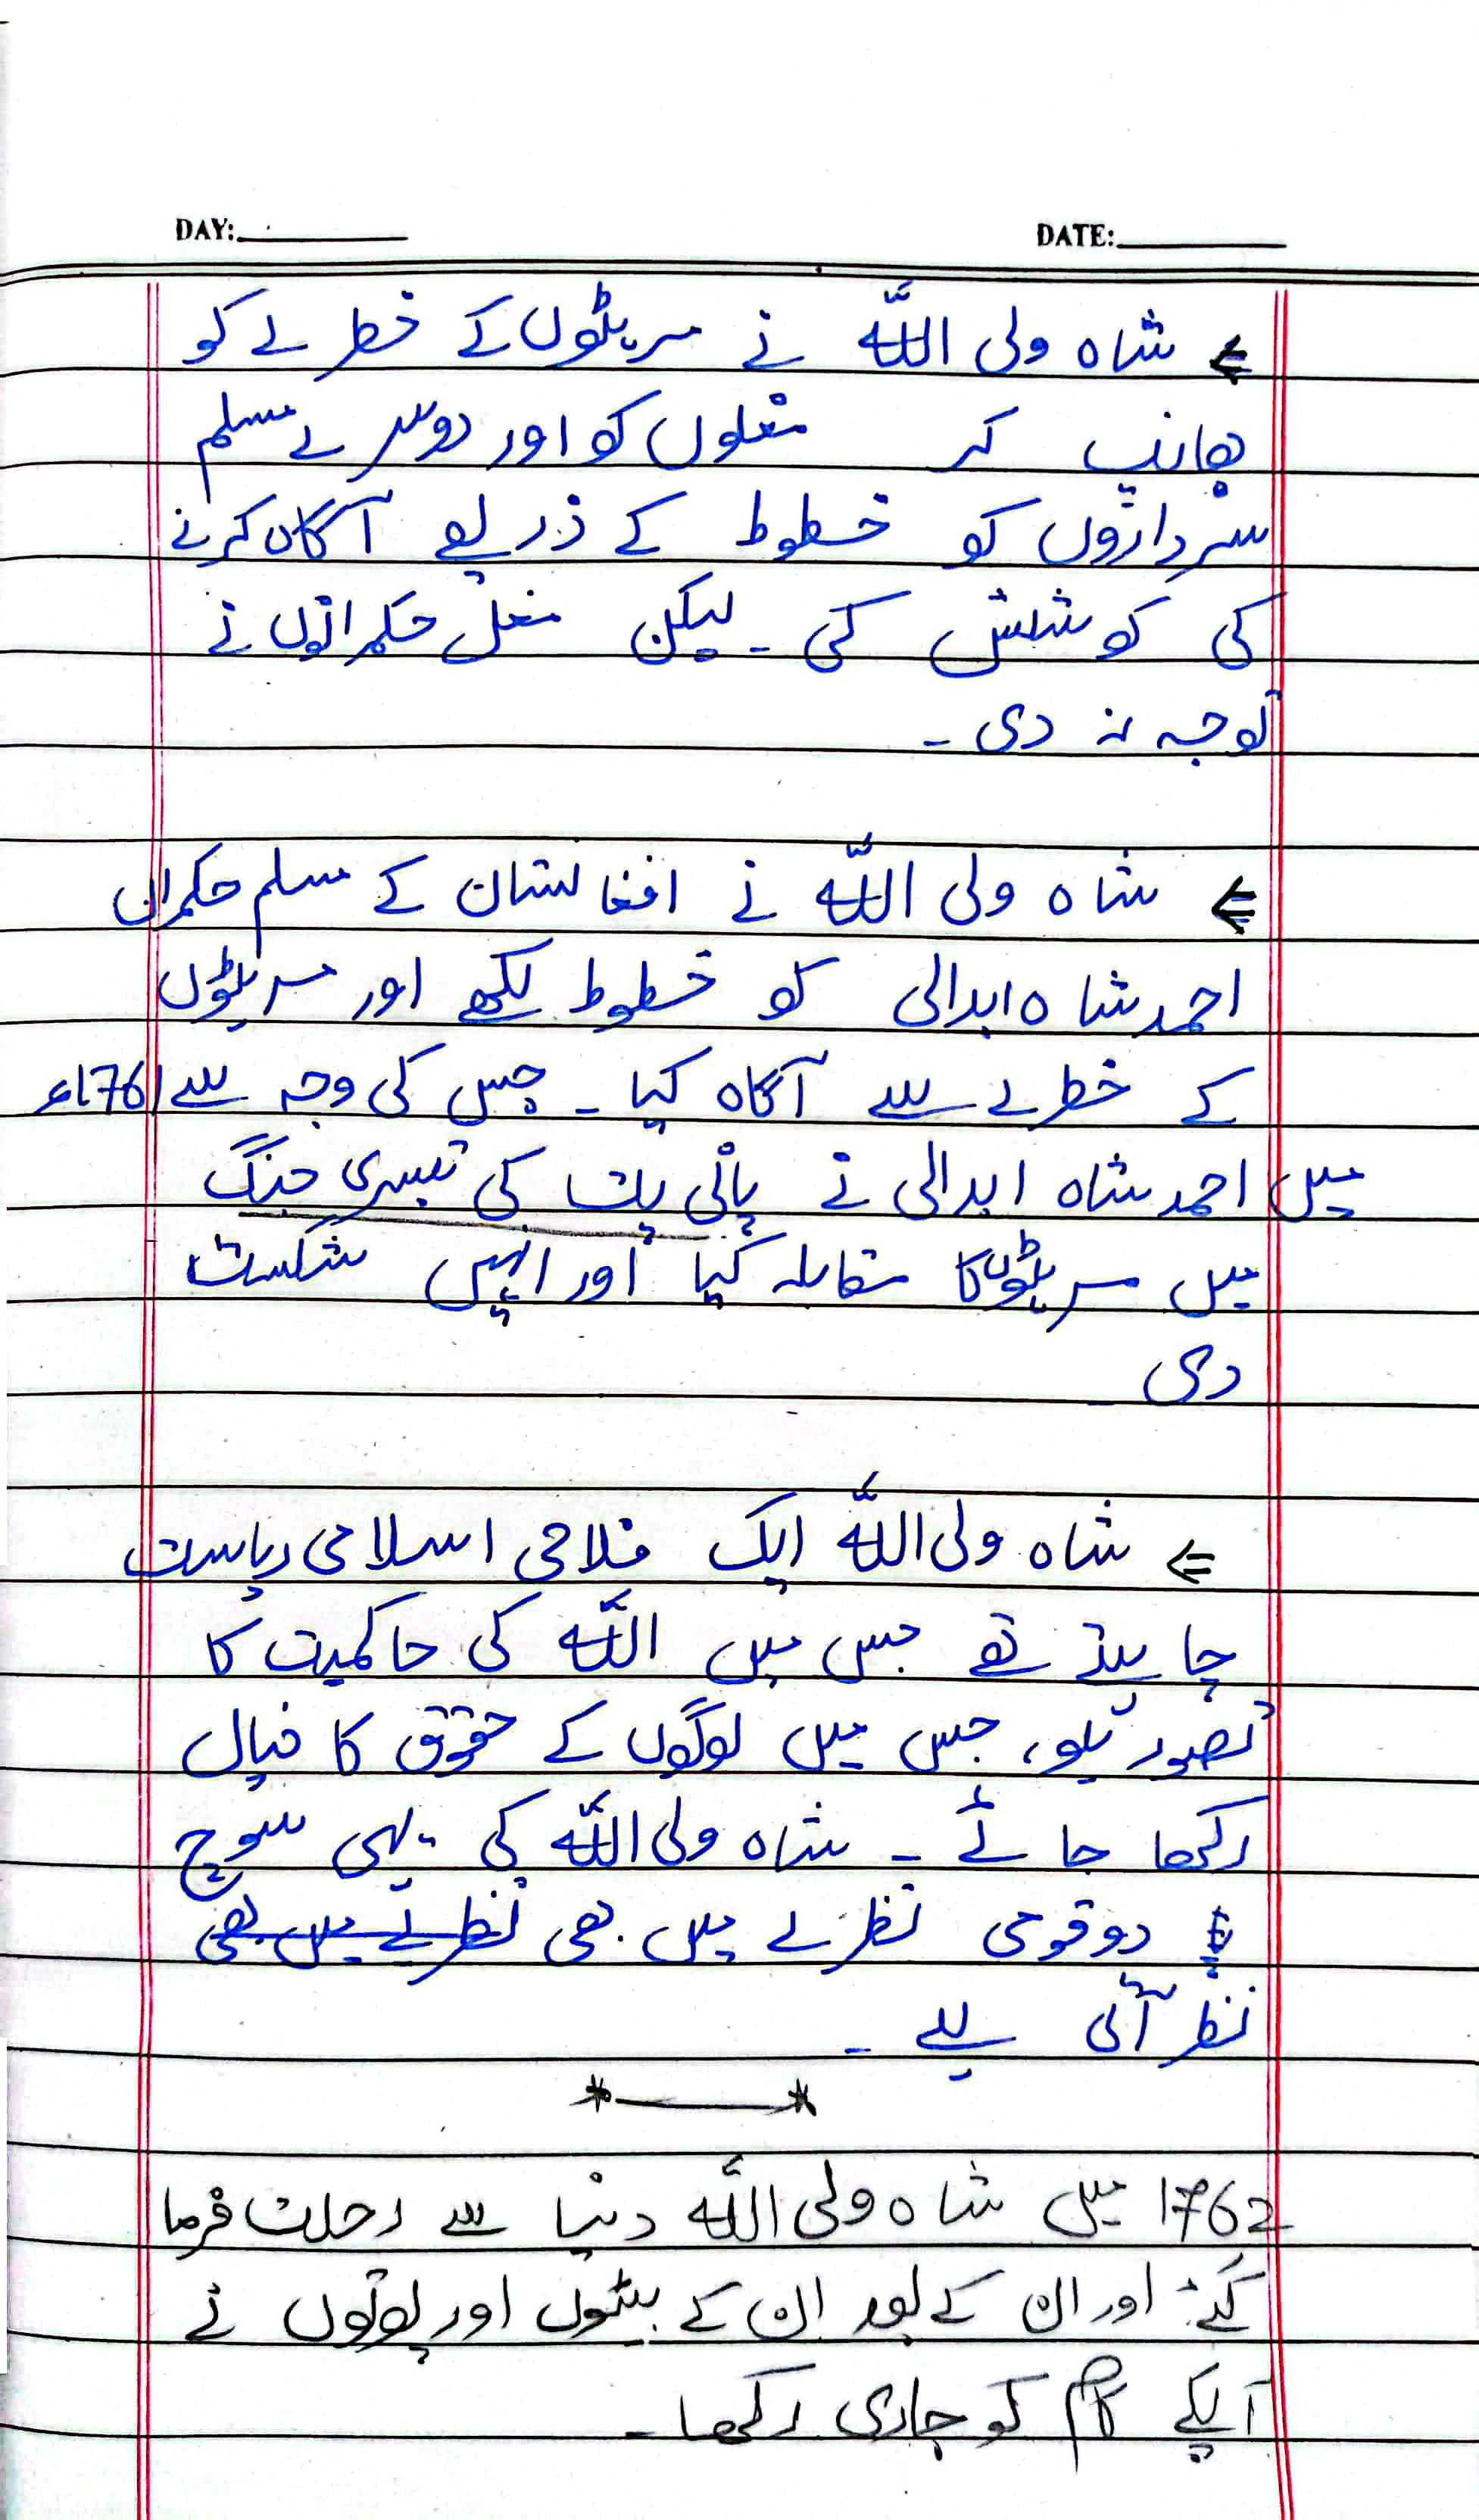 DAY: DATE:
⇐ شاہ ولی اللہ نے مرہٹوں کے خطرے کو
بھانپ کر مغلوں کو اور دوسرے مسلم
سرداروں کو خطوط کے ذریعے آگاہ کرنے
کی کوشش کی ۔ لیکن مغل حکمرانوں نے
توجہ نہ دی ۔
⇐ شاہ ولی اللہ نے افغانستان کے مسلم حکمران
احمد شاہ ابدالی کو خطوط لکھے اور مرہٹوں
کے خطرے سے آگاہ کیا ۔ جس کی وجہ سے 1761ء
میں احمد شاہ ابدالی نے پانی پت کی تیسری جنگ
میں مرہٹوں کا مقابلہ کیا اور انہیں شکست
دی
⇐ شاہ ولی اللہ ایک فلاحی اسلامی ریاست
چاہتے تھے جس میں اللہ کی حاکمیت کا
تصور ہو، جس میں لوگوں کے حقوق کا خیال
رکھا جائے ۔ شاہ ولی اللہ کی یہی سوچ
دو قومی نظریے میں بھی نظریے میں بھی
نظر آتی ہے ۔
1762 میں شاہ ولی اللہ دنیا سے رحلت فرما
گئے اور ان کے بعد ان کے بیٹوں اور پوتوں نے
آپکے کام کو جاری رکھا ۔